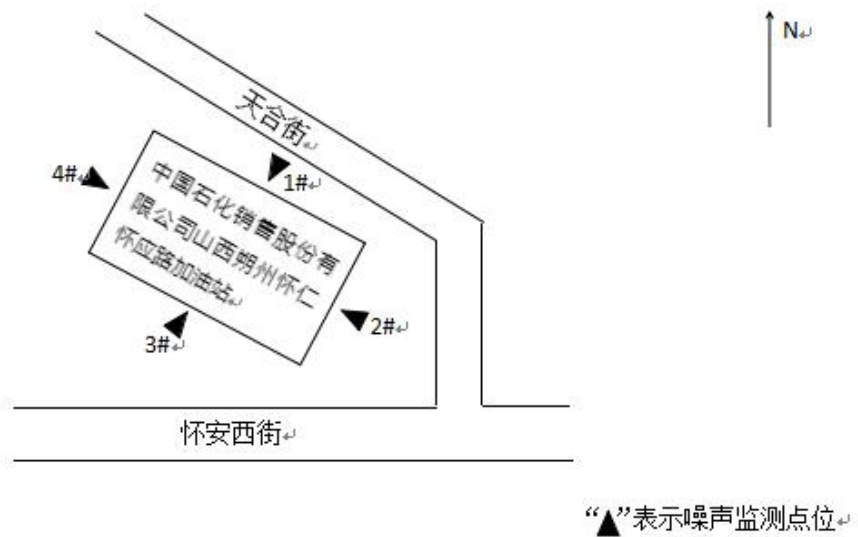 N
天合街
1#
4#
中国石化销售股份有
限公司山西朔州怀仁
怀应路加油站
2#
3#
怀安西街
“▲”表示噪声监测点位